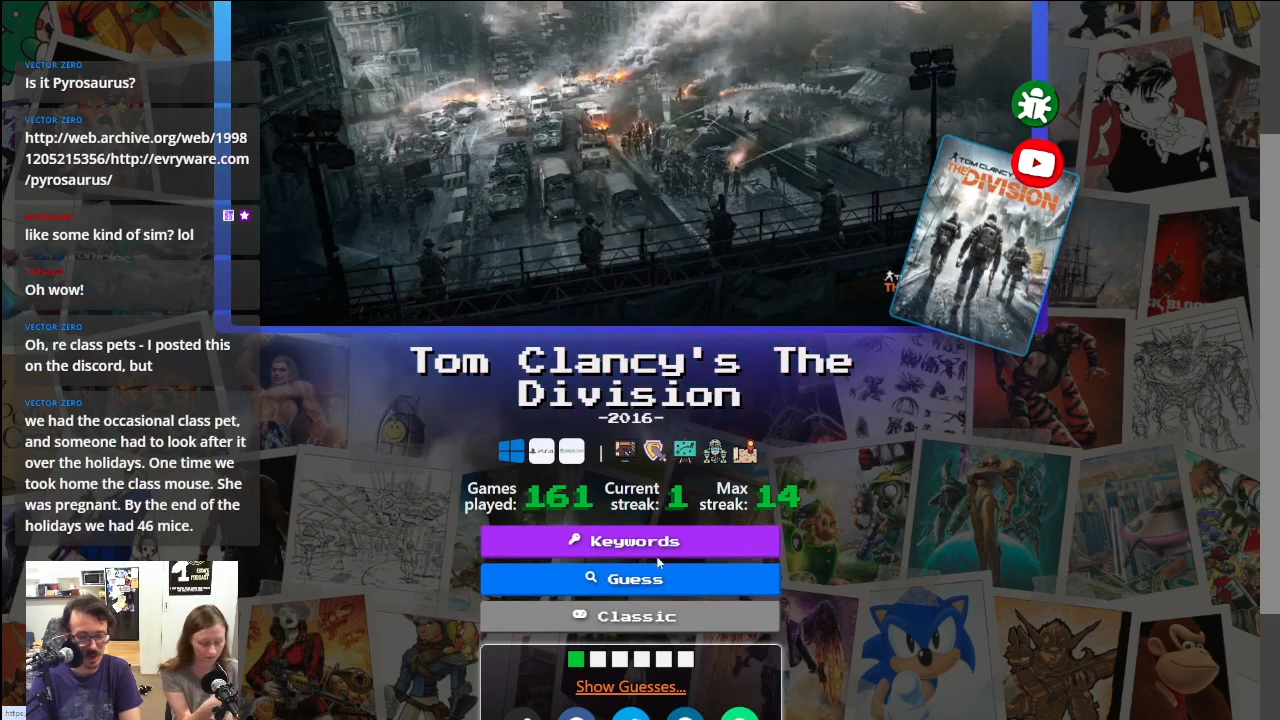 VECTOR ZERO
Is it Pyrosaurus?
VECTOR ZERO
http://web.archive.org/web/1998
1205215356/http://evryware.com
/pyrosaurus/
like some kind of sim? lol
Oh wow!
VECTOR ZERO
Oh, re class pets - I posted this
on the discord, but
VECTOR ZERO
we had the occasional class pet,
and someone had to look after it
over the holidays. One time we
took home the class mouse. She
was pregnant. By the end of the
holidays we had 46 mice.
TOM CLANCY
THE DIVISION
Tom Clancy's The
Division
-2016-
PS4
Games
played: 161
Current
streak: 1
Max
streak: 14
Keywords
Guess
Classic
Show Guesses...
https: